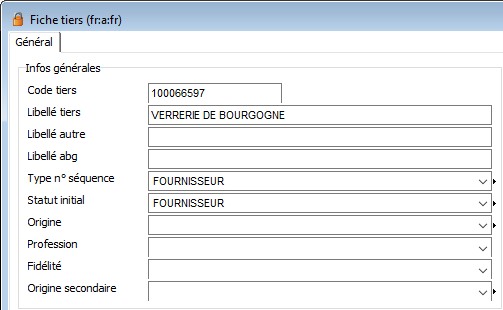 Fiche tiers (fr:a:fr)
Général
Infos générales
Code tiers 100066597
Libellé tiers VERRERIE DE BOURGOGNE
Libellé autre
Libellé abg
Type n° séquence FOURNISSEUR
Statut initial FOURNISSEUR
Origine
Profession
Fidélité
Origine secondaire